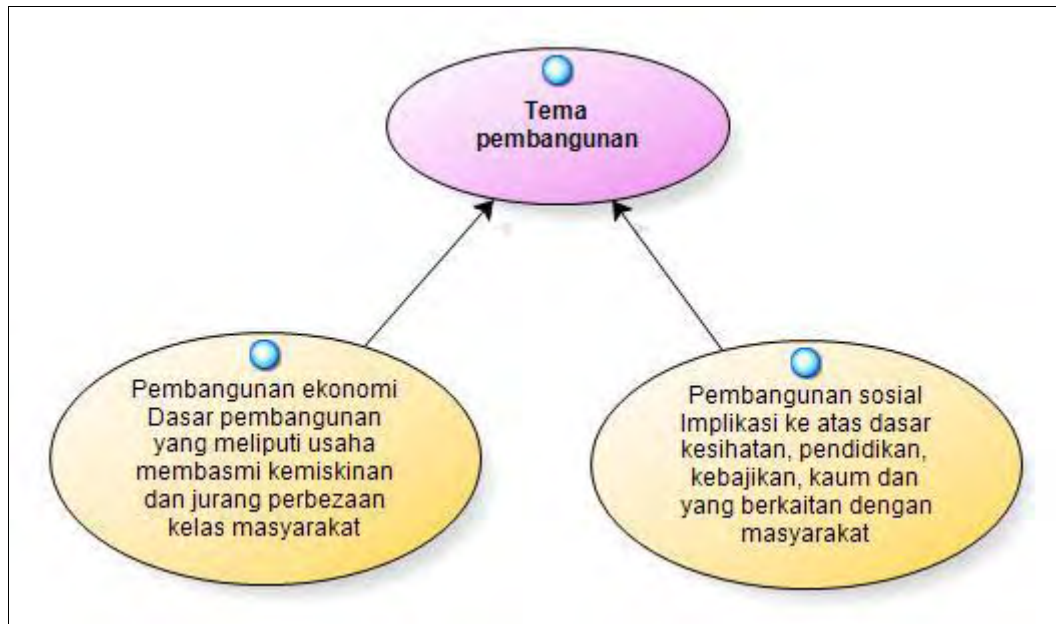 Tema
pembangunan
Pembangunan ekonomi
Dasar pembangunan
yang meliputi usaha
membasmi kemiskinan
dan jurang perbezaan
kelas masyarakat
Pembangunan sosial
Implikasi ke atas dasar
kesihatan, pendidikan,
kebajikan, kaum dan
yang berkaitan dengan
masyarakat